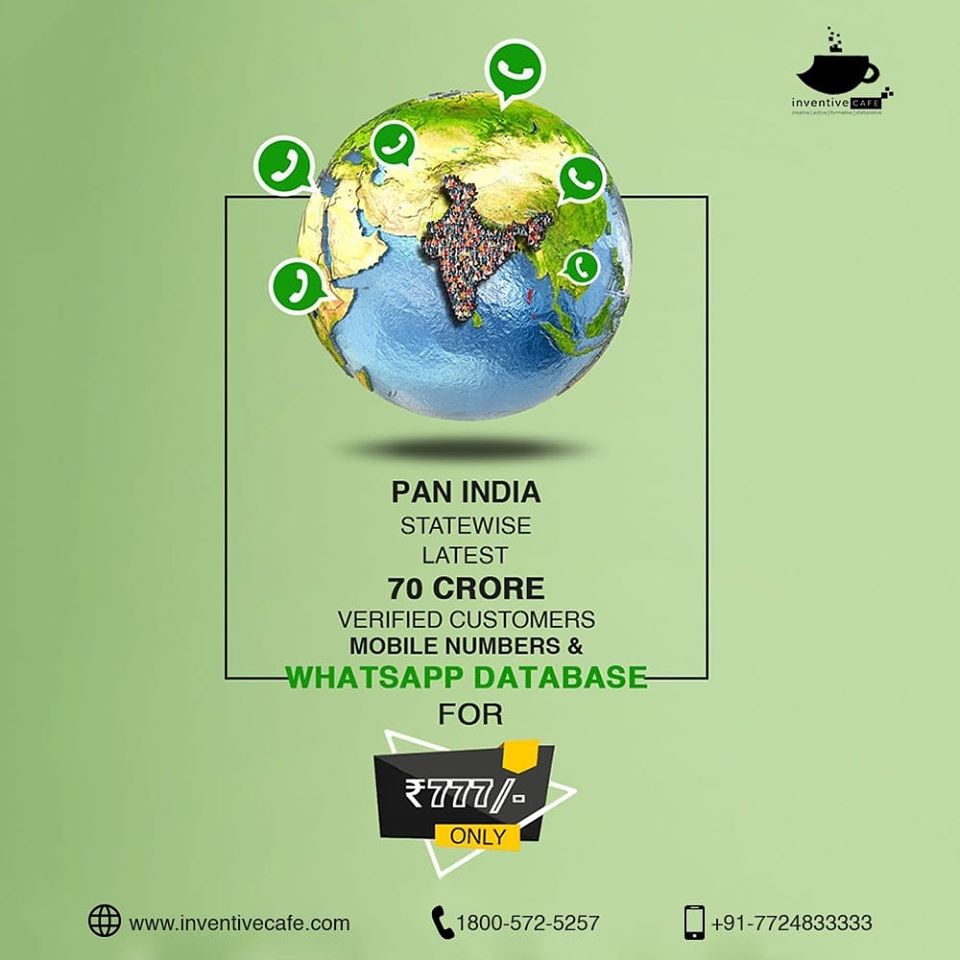 inventive CAFE
creative | active | formative | elaborative
PAN INDIA
STATEWISE
LATEST
70 CRORE
VERIFIED CUSTOMERS
MOBILE NUMBERS &
WHATSAPP DATABASE
FOR
₹777/-
ONLY
www.inventivecafe.com
1800-572-5257
+91-7724833333